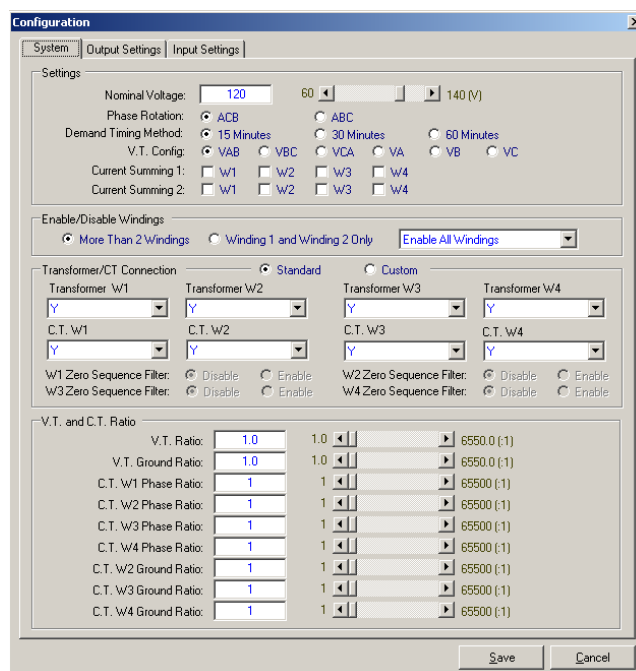 Configuration
System Output Settings Input Settings
Settings
Nominal Voltage: 120 60 140 (V)
Phase Rotation: ACB ABC
Demand Timing Method: 15 Minutes 30 Minutes 60 Minutes
V.T. Config: VAB VBC VCA VA VB VC
Current Summing 1: W1 W2 W3 W4
Current Summing 2: W1 W2 W3 W4
Enable/Disable Windings
More Than 2 Windings Winding 1 and Winding 2 Only Enable All Windings
Transformer/CT Connection Standard Custom
Transformer W1 Transformer W2 Transformer W3 Transformer W4
Y Y Y Y
C.T. W1 C.T. W2 C.T. W3 C.T. W4
Y Y Y Y
W1 Zero Sequence Filter: Disable Enable W2 Zero Sequence Filter: Disable Enable
W3 Zero Sequence Filter: Disable Enable W4 Zero Sequence Filter: Disable Enable
V.T. and C.T. Ratio
V.T. Ratio: 1.0 1.0 6550.0 (:1)
V.T. Ground Ratio: 1.0 1.0 6550.0 (:1)
C.T. W1 Phase Ratio: 1 1 65500 (:1)
C.T. W2 Phase Ratio: 1 1 65500 (:1)
C.T. W3 Phase Ratio: 1 1 65500 (:1)
C.T. W4 Phase Ratio: 1 1 65500 (:1)
C.T. W2 Ground Ratio: 1 1 65500 (:1)
C.T. W3 Ground Ratio: 1 1 65500 (:1)
C.T. W4 Ground Ratio: 1 1 65500 (:1)
Save Cancel